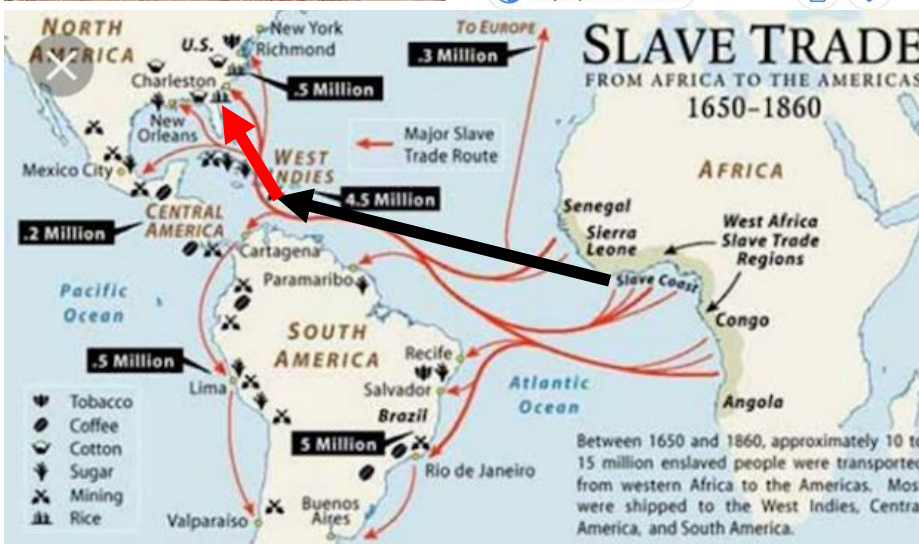 SLAVE TRADE
FROM AFRICA TO THE AMERICAS
1650–1860
NORTH
AMERICA
U.S.
New York
Richmond
Charleston
.5 Million
New
Orleans
Mexico City
WEST
INDIES
4.5 Million
CENTRAL
AMERICA
.2 Million
TO EUROPE
.3 Million
Major Slave
Trade Route
AFRICA
Senegal
Sierra
Leone
West Africa
Slave Trade
Regions
Slave Coast
Congo
Angola
Cartagena
Paramaribo
Pacific
Ocean
SOUTH
AMERICA
Recife
Salvador
Brazil
.5 Million
Lima
5 Million
Rio de Janeiro
Atlantic
Ocean
Valparaiso
Buenos
Aires
Tobacco
Coffee
Cotton
Sugar
Mining
Rice
Between 1650 and 1860, approximately 10 to
15 million enslaved people were transported
from western Africa to the Americas. Most
were shipped to the West Indies, Central
America, and South America.